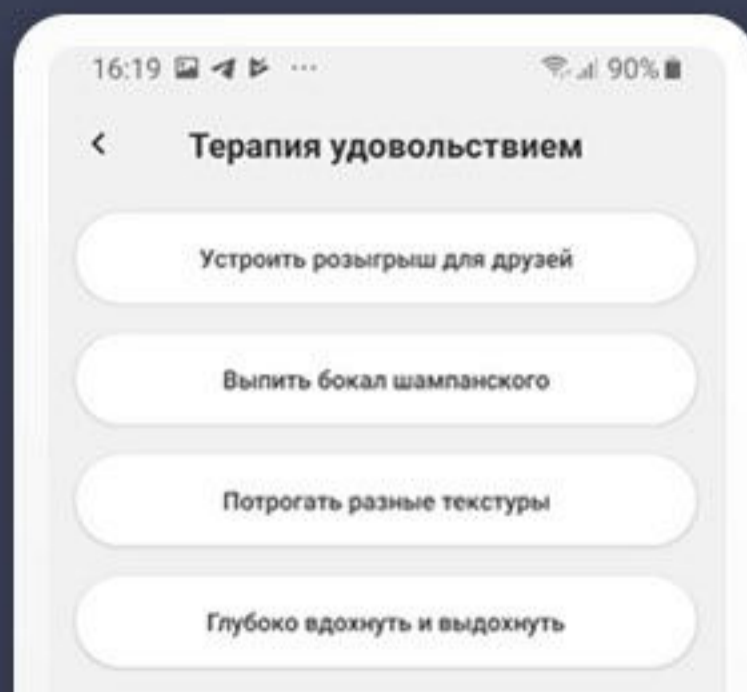 16:19 ... 90%
Терапия удовольствием
Устроить розыгрыш для друзей
Выпить бокал шампанского
Потрогать разные текстуры
Глубоко вдохнуть и выдохнуть